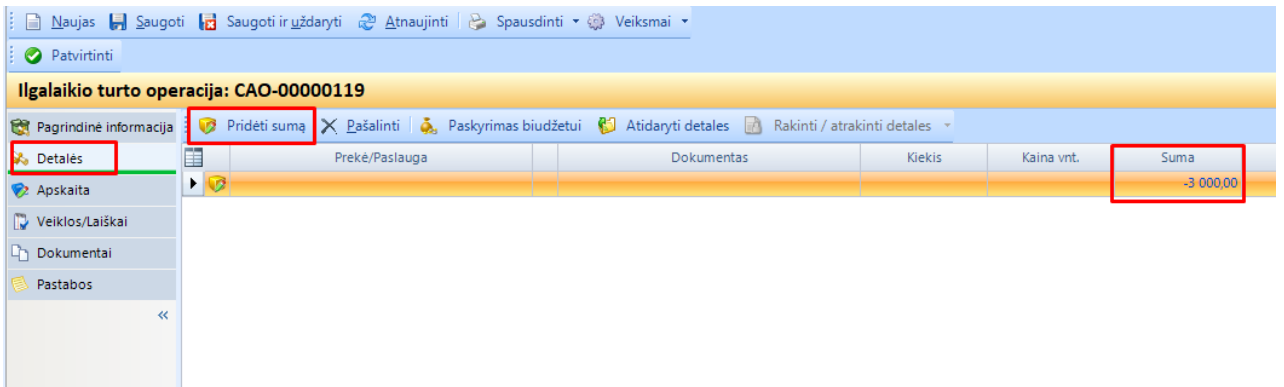 Naujas Saugoti Saugoti ir uždaryti Atnaujinti Spausdinti Veiksmai
Patvirtinti
Ilgalaikio turto operacija: CAO-00000119
Pagrindinė informacija Pridėti sumą Pašalinti Paskyrimas biudžetui Atidaryti detales Rakinti / atrakinti detales
Detalės Prekė/Paslauga Dokumentas Kiekis Kaina vnt. Suma
Apskaita -3 000,00
Veiklos/Laiškai
Dokumentai
Pastabos
«